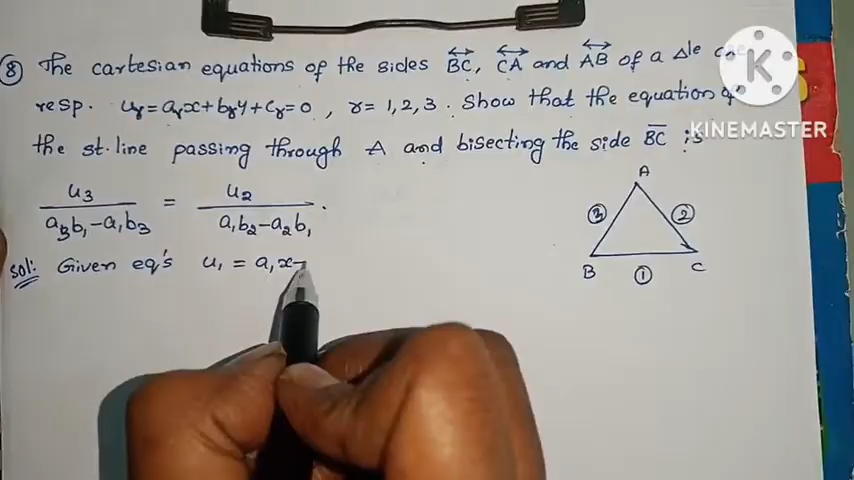 ⑧ The cartesian equations of the sides BC, CA and AB of a Δle
resp. uᵣ=aᵣx+bᵣy+cᵣ=0 , r=1,2,3 . Show that the equation
the st.line passing through A and bisecting the side BC is
u₃/(a₃b₁-a₁b₃) = u₂/(a₁b₂-a₂b₁).
Sol: Given eq's u₁ = a₁x-
A
③ ②
B ① C
K
KINEMASTER